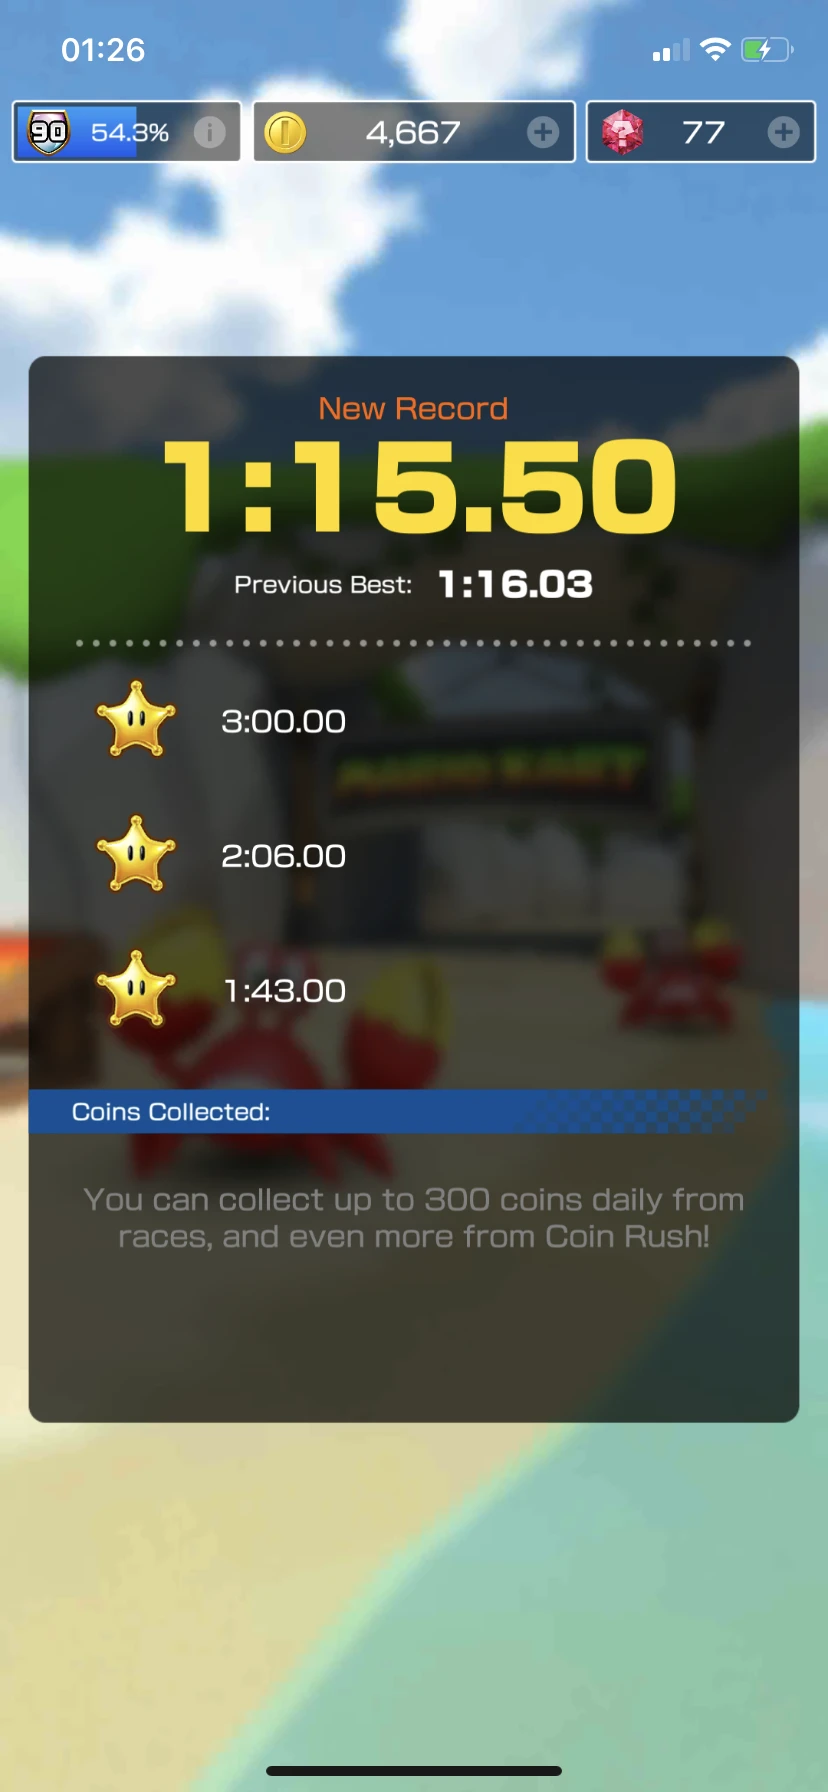 01:26
90 54.3% 4,667 77
New Record
1:15.50
Previous Best: 1:16.03
3:00.00
2:06.00
1:43.00
Coins Collected:
You can collect up to 300 coins daily from
races, and even more from Coin Rush!
MARIO KART